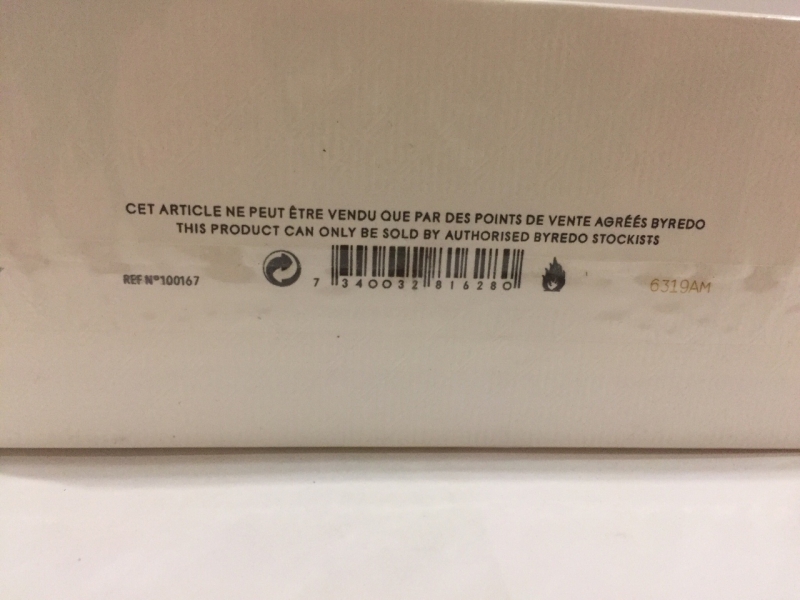 CET ARTICLE NE PEUT ÊTRE VENDU QUE PAR DES POINTS DE VENTE AGRÉÉS BYREDO
THIS PRODUCT CAN ONLY BE SOLD BY AUTHORISED BYREDO STOCKISTS
REF Nº100167 7 340032 816280 6319AM